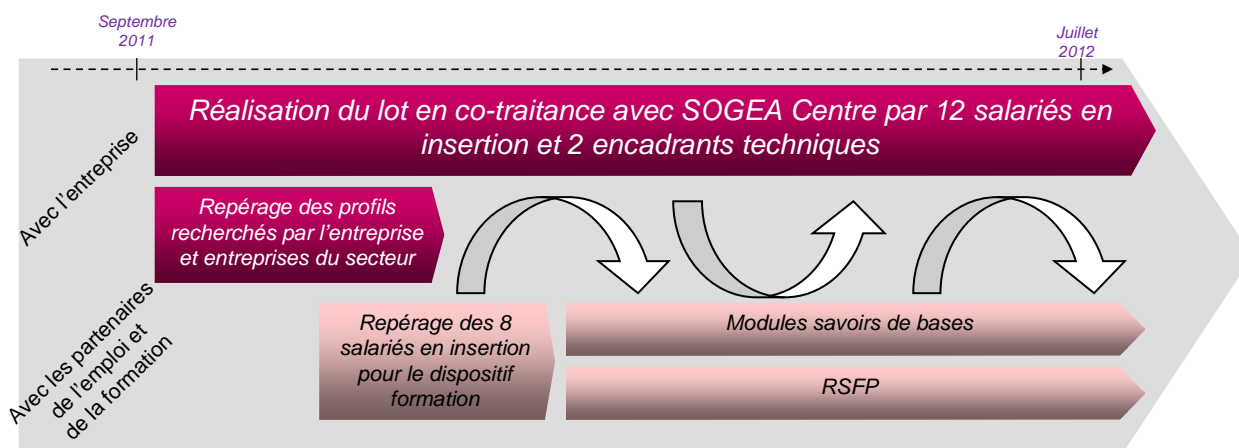 Septembre
2011
Juillet
2012
Réalisation du lot en co-traitance avec SOGEA Centre par 12 salariés en
insertion et 2 encadrants techniques
Avec l'entreprise
Repérage des profils
recherchés par l'entreprise
et entreprises du secteur
Avec les partenaires
de l'emploi et
de la formation
Repérage des 8
salariés en insertion
pour le dispositif
formation
Modules savoirs de bases
RSFP